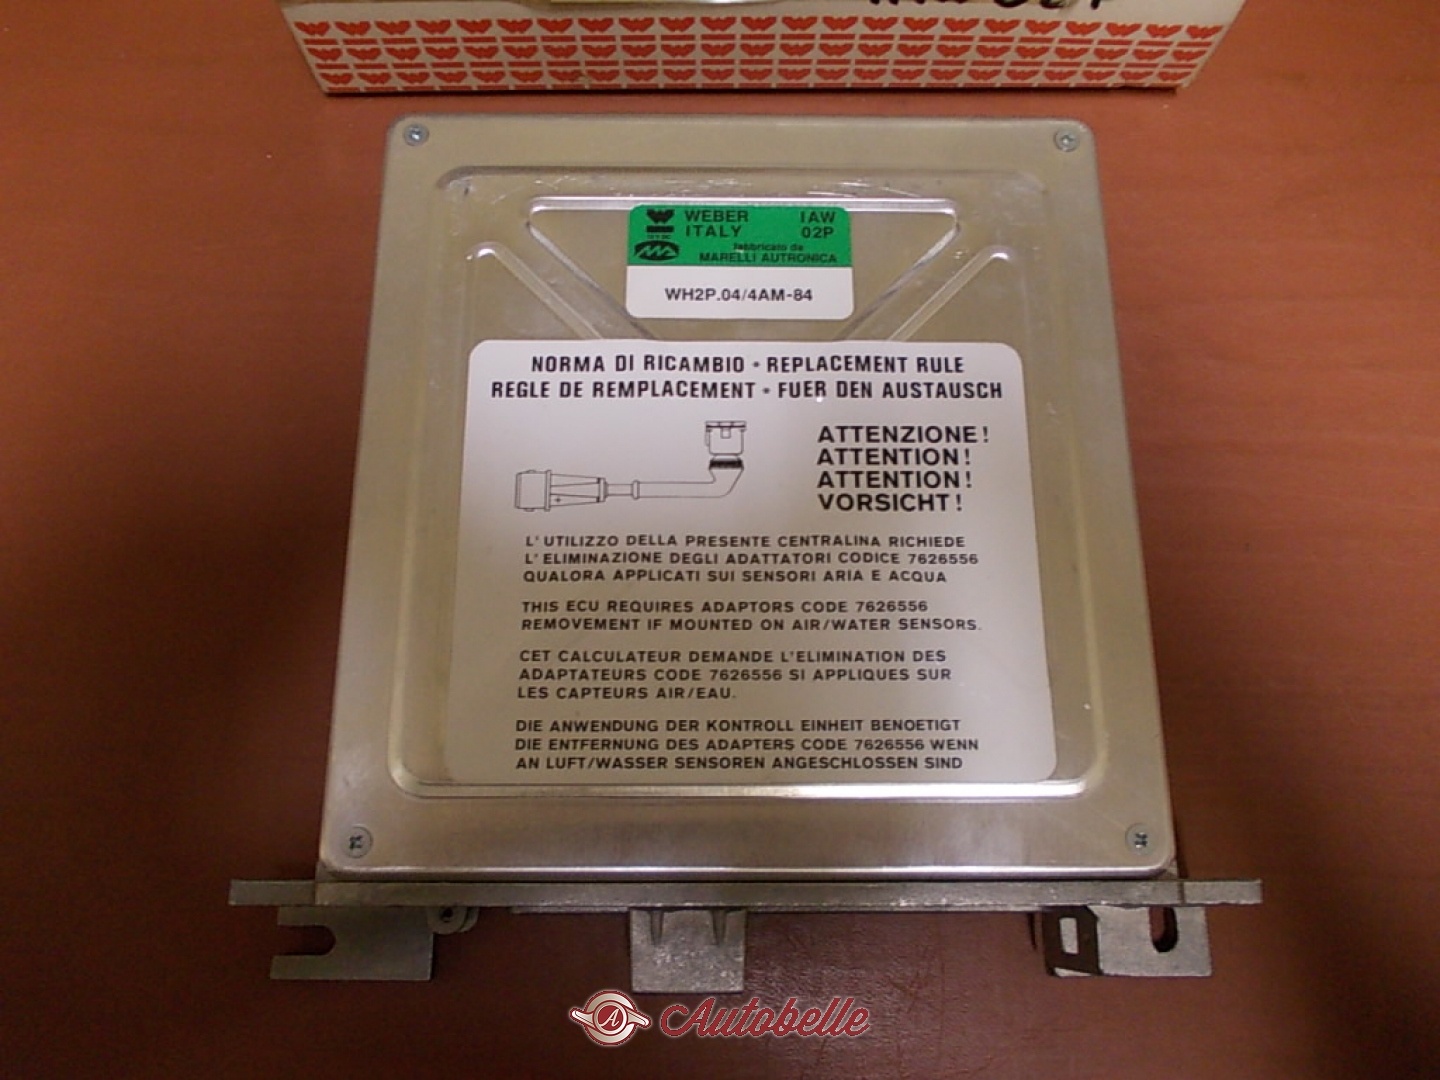 WEBER IAW
ITALY 02P
fabbricato da
MARELLI AUTRONICA
WH2P.04/4AM-84
NORMA DI RICAMBIO • REPLACEMENT RULE
REGLE DE REMPLACEMENT • FUER DEN AUSTAUSCH
ATTENZIONE!
ATTENTION!
ATTENTION!
VORSICHT!
L'UTILIZZO DELLA PRESENTE CENTRALINA RICHIEDE
L'ELIMINAZIONE DEGLI ADATTATORI CODICE 7626556
QUALORA APPLICATI SUI SENSORI ARIA E ACQUA
THIS ECU REQUIRES ADAPTORS CODE 7626556
REMOVEMENT IF MOUNTED ON AIR/WATER SENSORS.
CET CALCULATEUR DEMANDE L'ELIMINATION DES
ADAPTATEURS CODE 7626556 SI APPLIQUES SUR
LES CAPTEURS AIR/EAU.
DIE ANWENDUNG DER KONTROLL EINHEIT BENOETIGT
DIE ENTFERNUNG DES ADAPTERS CODE 7626556 WENN
AN LUFT/WASSER SENSOREN ANGESCHLOSSEN SIND
A Autobelle